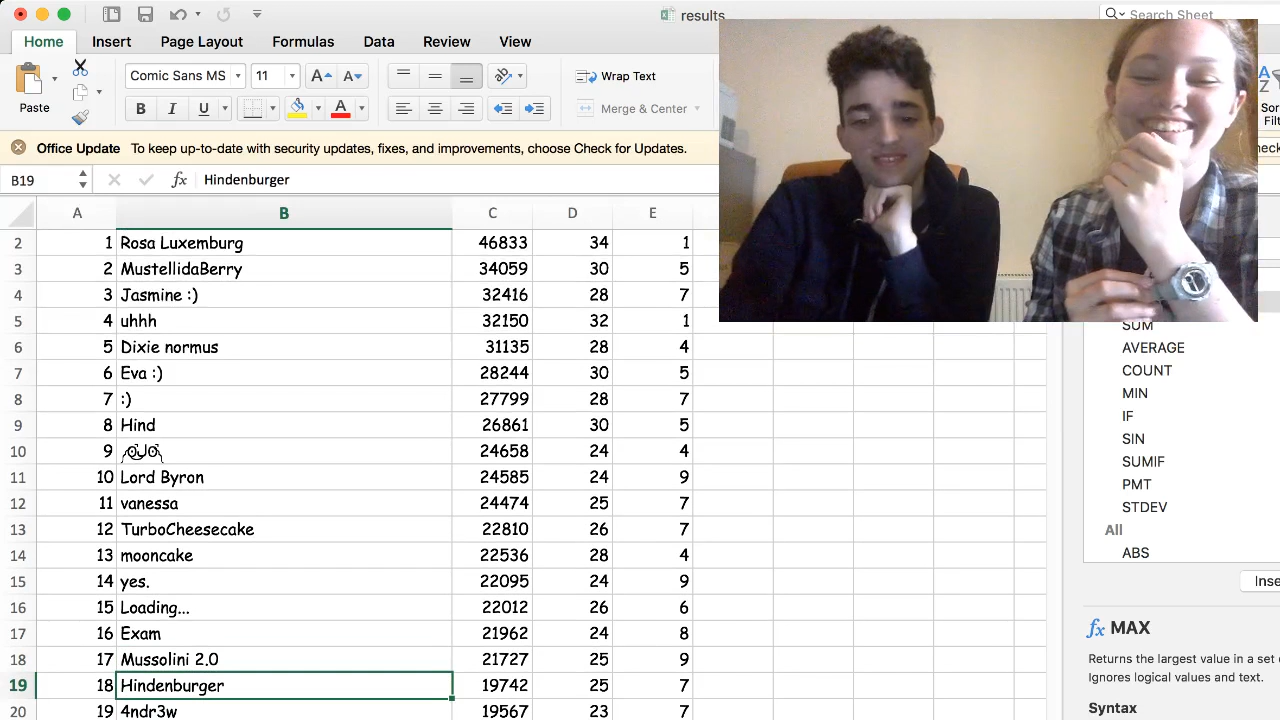 results
Search Sheet
Home Insert Page Layout Formulas Data Review View
Comic Sans MS 11 A A Wrap Text
Paste B I U A Merge & Center
Office Update To keep up-to-date with security updates, fixes, and improvements, choose Check for Updates.
B19 fx Hindenburger
A B C D E
2 1 Rosa Luxemburg 46833 34 1
3 2 MustellidaBerry 34059 30 5
4 3 Jasmine :) 32416 28 7
5 4 uhhh 32150 32 1
6 5 Dixie normus 31135 28 4
7 6 Eva :) 28244 30 5
8 7 :) 27799 28 7
9 8 Hind 26861 30 5
10 9 24658 24 4
11 10 Lord Byron 24585 24 9
12 11 vanessa 24474 25 7
13 12 TurboCheesecake 22810 26 7
14 13 mooncake 22536 28 4
15 14 yes. 22095 24 9
16 15 Loading... 22012 26 6
17 16 Exam 21962 24 8
18 17 Mussolini 2.0 21727 25 9
19 18 Hindenburger 19742 25 7
20 19 4ndr3w 19567 23 7
SUM
AVERAGE
COUNT
MIN
IF
SIN
SUMIF
PMT
STDEV
All
ABS
Inse
fx MAX
Returns the largest value in a set
Ignores logical values and text.
Syntax